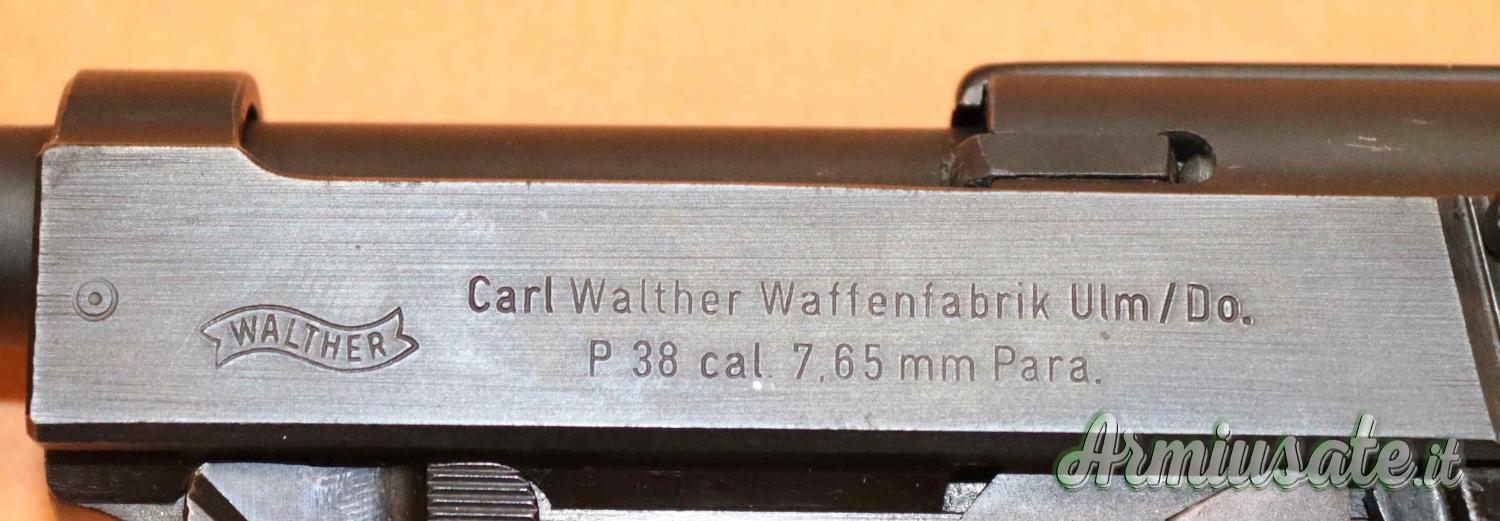 WALTHER
Carl Walther Waffenfabrik Ulm/Do.
P 38 cal. 7,65 mm Para.
Armiusate.it